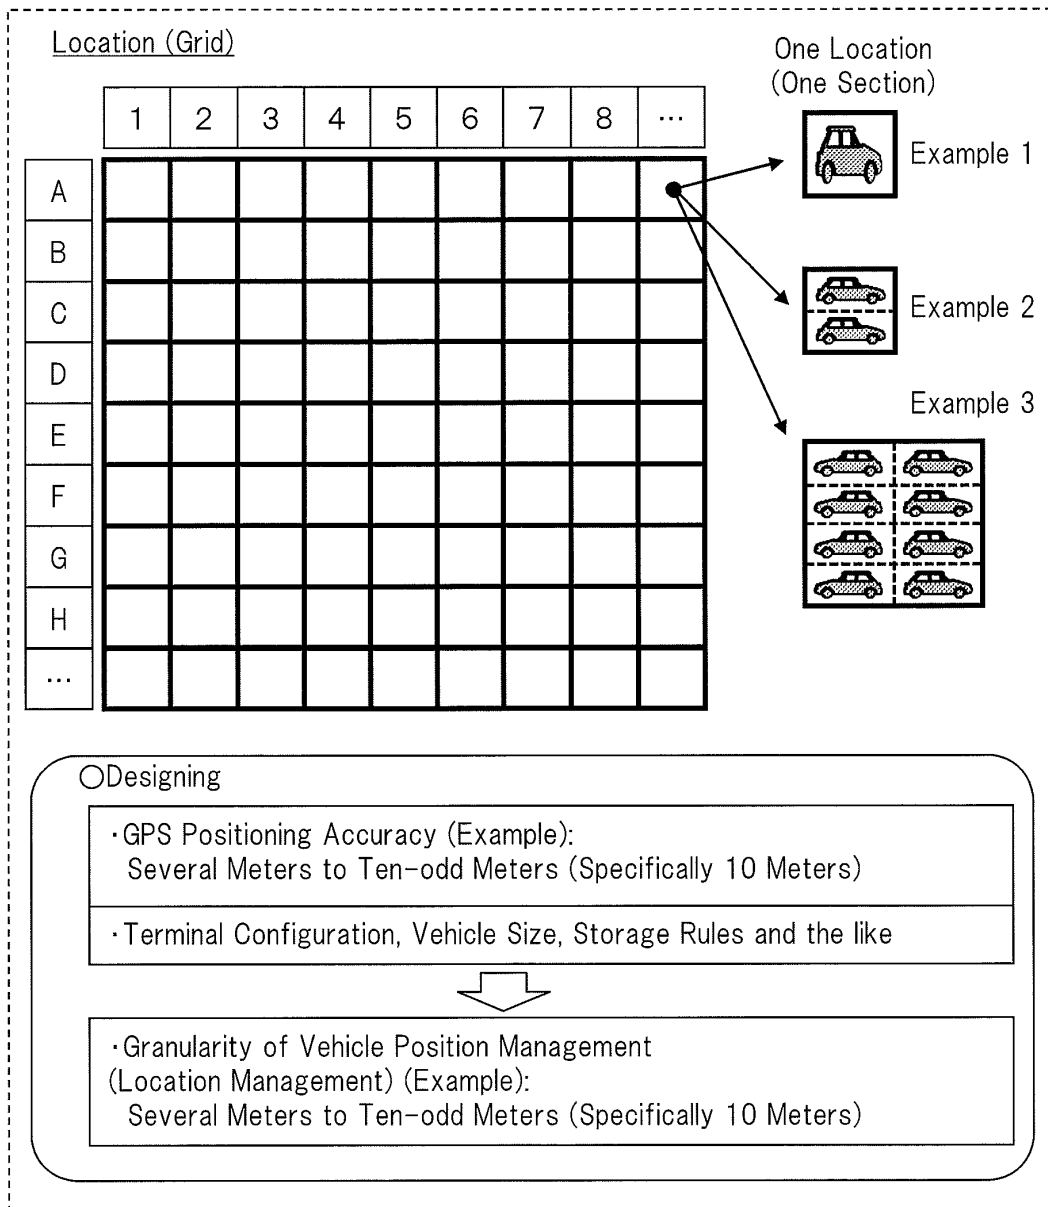 Location (Grid)
One Location
(One Section)
1 2 3 4 5 6 7 8 …
Example 1
A
B
C
Example 2
D
Example 3
E
F
G
H
…
○Designing
·GPS Positioning Accuracy (Example):
Several Meters to Ten-odd Meters (Specifically 10 Meters)
·Terminal Configuration, Vehicle Size, Storage Rules and the like
·Granularity of Vehicle Position Management
(Location Management) (Example):
Several Meters to Ten-odd Meters (Specifically 10 Meters)